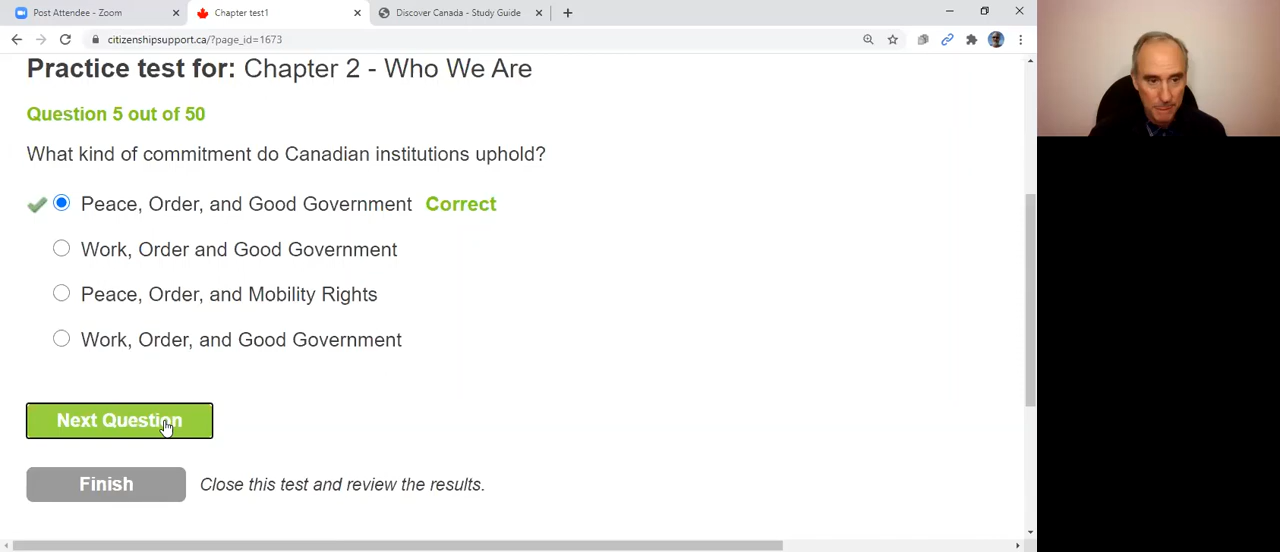 Post Attendee - Zoom
Chapter test1
Discover Canada - Study Guide
citizenshipsupport.ca/?page_id=1673
Practice test for: Chapter 2 - Who We Are
Question 5 out of 50
What kind of commitment do Canadian institutions uphold?
Peace, Order, and Good Government Correct
Work, Order and Good Government
Peace, Order, and Mobility Rights
Work, Order, and Good Government
Next Question
Finish Close this test and review the results.